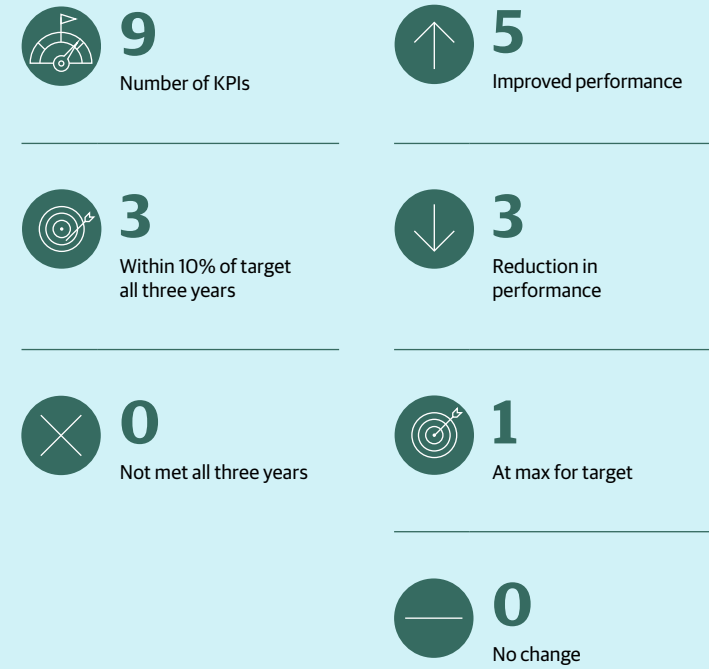 9
Number of KPIs
3
Within 10% of target
all three years
0
Not met all three years
5
Improved performance
3
Reduction in
performance
1
At max for target
0
No change